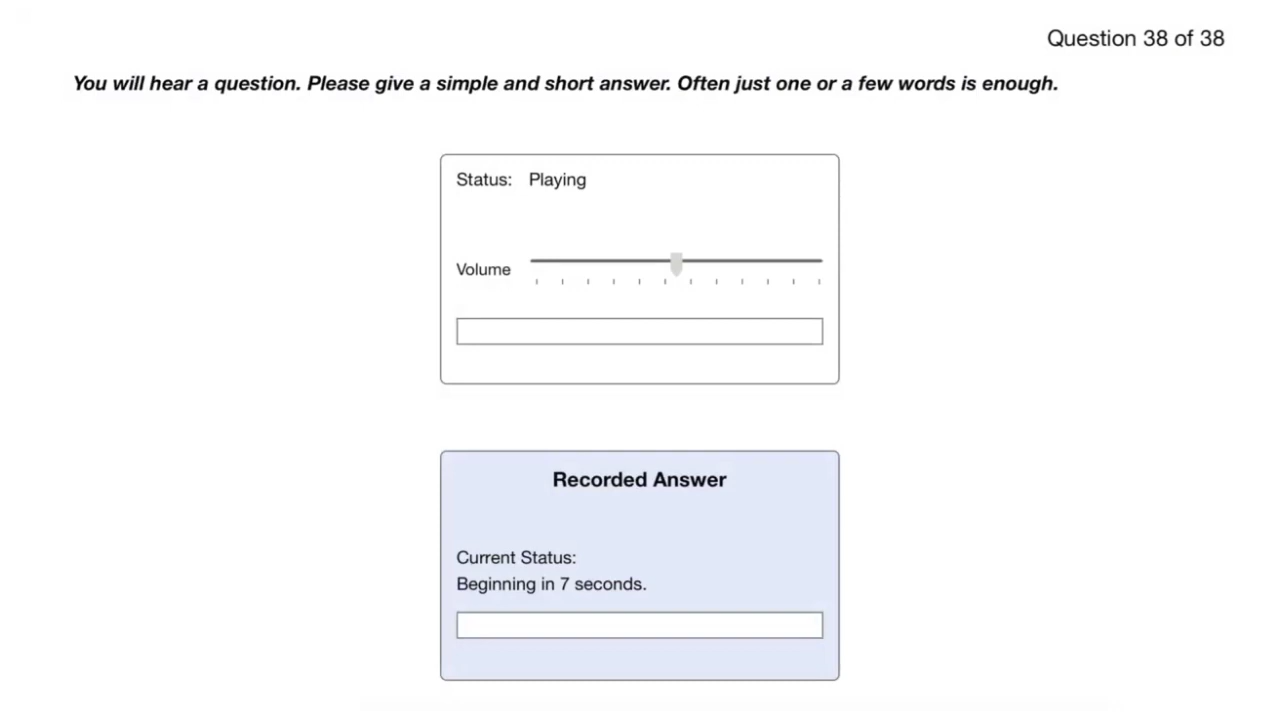 Question 38 of 38
You will hear a question. Please give a simple and short answer. Often just one or a few words is enough.
Status: Playing
Volume
Recorded Answer
Current Status:
Beginning in 7 seconds.